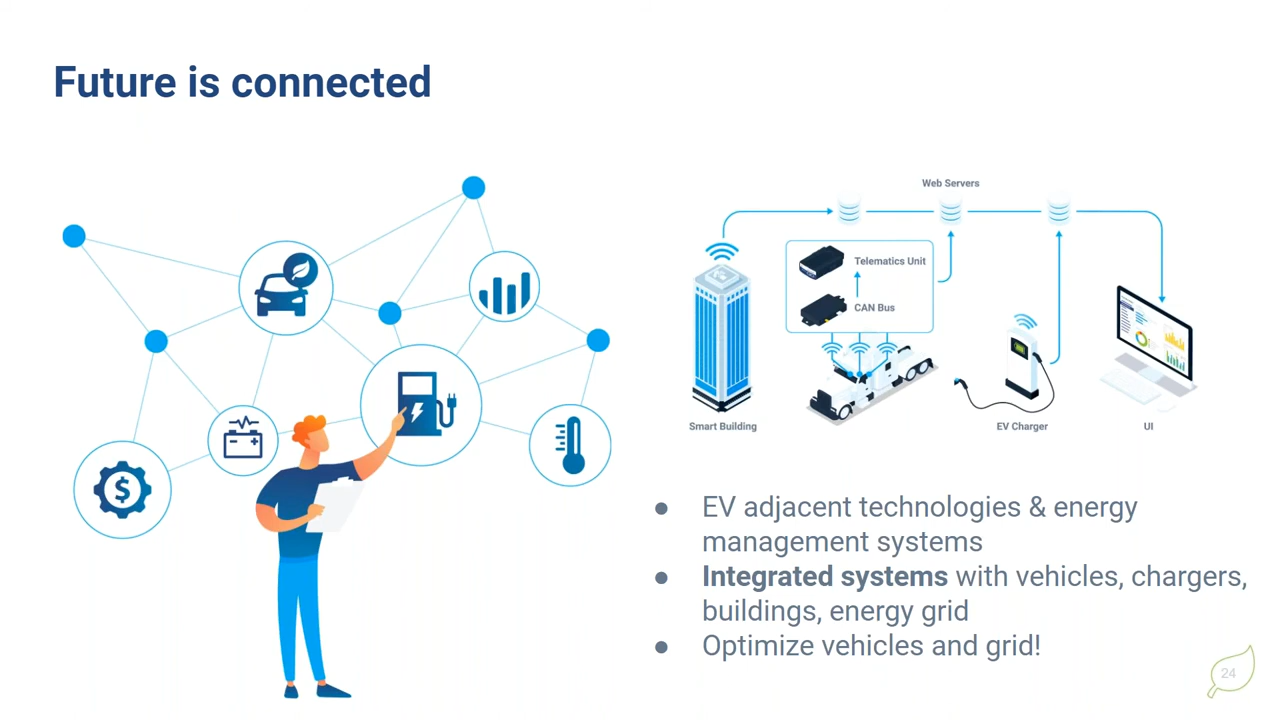 Future is connected
Web Servers
Telematics Unit
CAN Bus
Smart Building
EV Charger
UI
$
● EV adjacent technologies & energy
management systems
● Integrated systems with vehicles, chargers,
buildings, energy grid
● Optimize vehicles and grid!
24